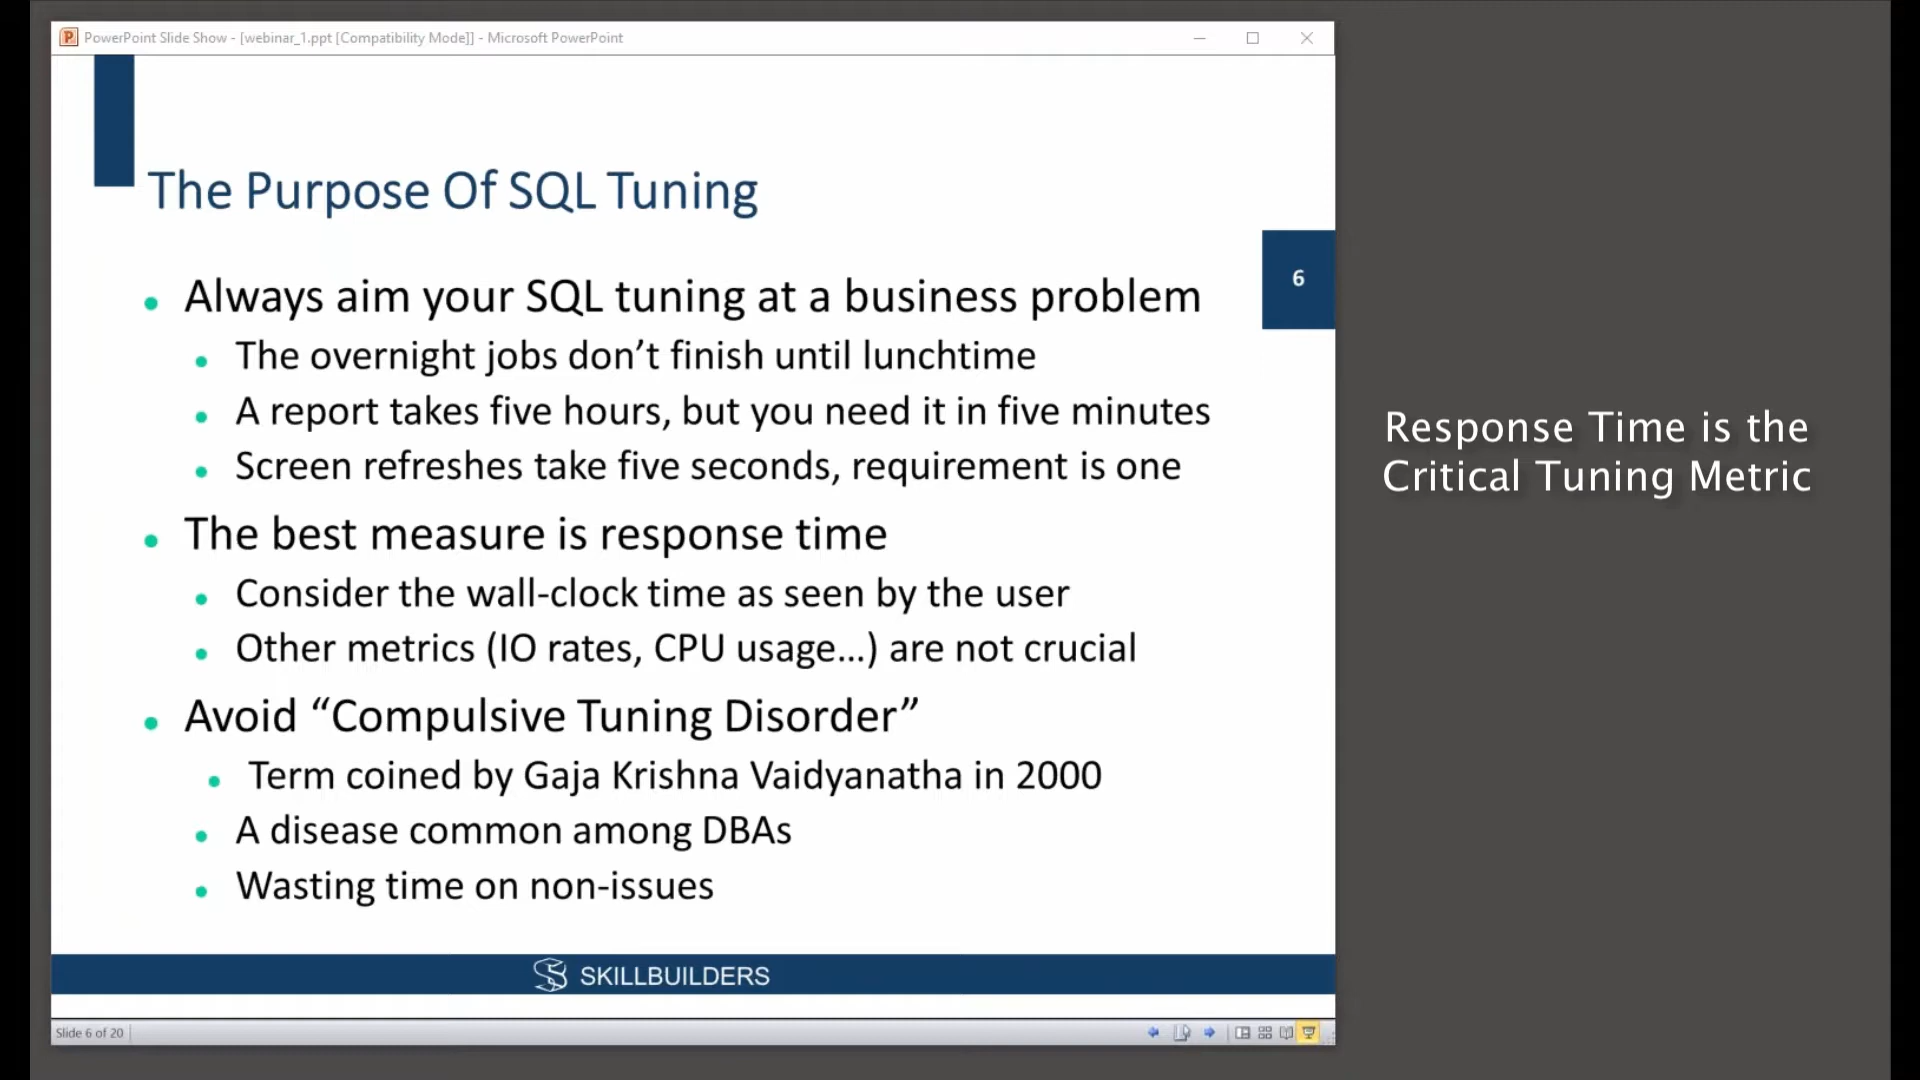 PowerPoint Slide Show - [webinar_1.ppt [Compatibility Mode]] - Microsoft PowerPoint
The Purpose Of SQL Tuning
6
Always aim your SQL tuning at a business problem
The overnight jobs don’t finish until lunchtime
A report takes five hours, but you need it in five minutes
Screen refreshes take five seconds, requirement is one
The best measure is response time
Consider the wall-clock time as seen by the user
Other metrics (IO rates, CPU usage...) are not crucial
Avoid “Compulsive Tuning Disorder”
Term coined by Gaja Krishna Vaidyanatha in 2000
A disease common among DBAs
Wasting time on non-issues
SKILLBUILDERS
Slide 6 of 20
Response Time is the
Critical Tuning Metric